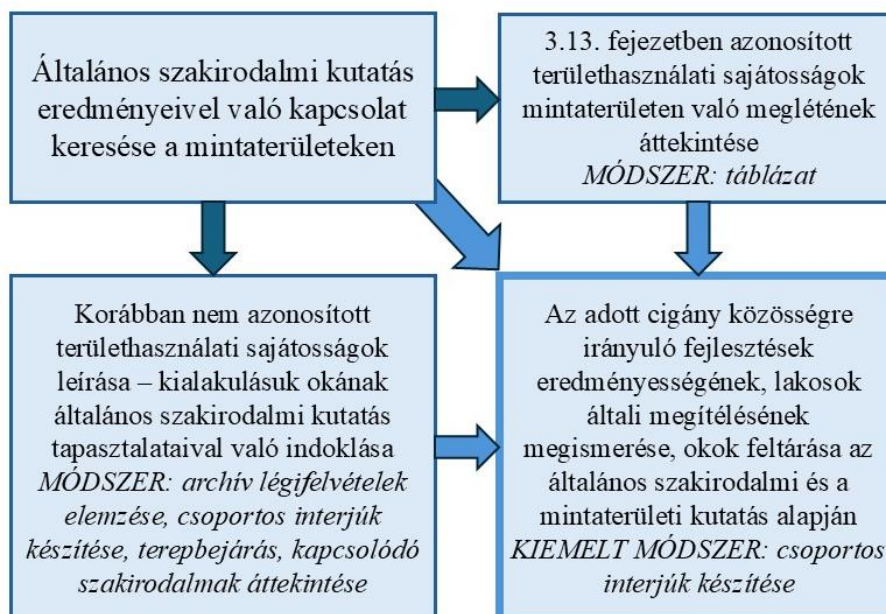 Általános szakirodalmi kutatás
eredményeivel való kapcsolat
keresése a mintaterületeken
3.13. fejezetben azonosított
területhasználati sajátosságok
mintaterületen való meglétének
áttekintése
MÓDSZER: táblázat
Korábban nem azonosított
területhasználati sajátosságok
leírása – kialakulásuk okának
általános szakirodalmi kutatás
tapasztalataival való indoklása
MÓDSZER: archív légifelvételek
elemzése, csoportos interjúk
készítése, terepbejárás, kapcsolódó
szakirodalmak áttekintése
Az adott cigány közösségre
irányuló fejlesztések
eredményességének, lakosok
általi megítélésének
megismerése, okok feltárása az
általános szakirodalmi és a
mintaterületi kutatás alapján
KIEMELT MÓDSZER: csoportos
interjúk készítése